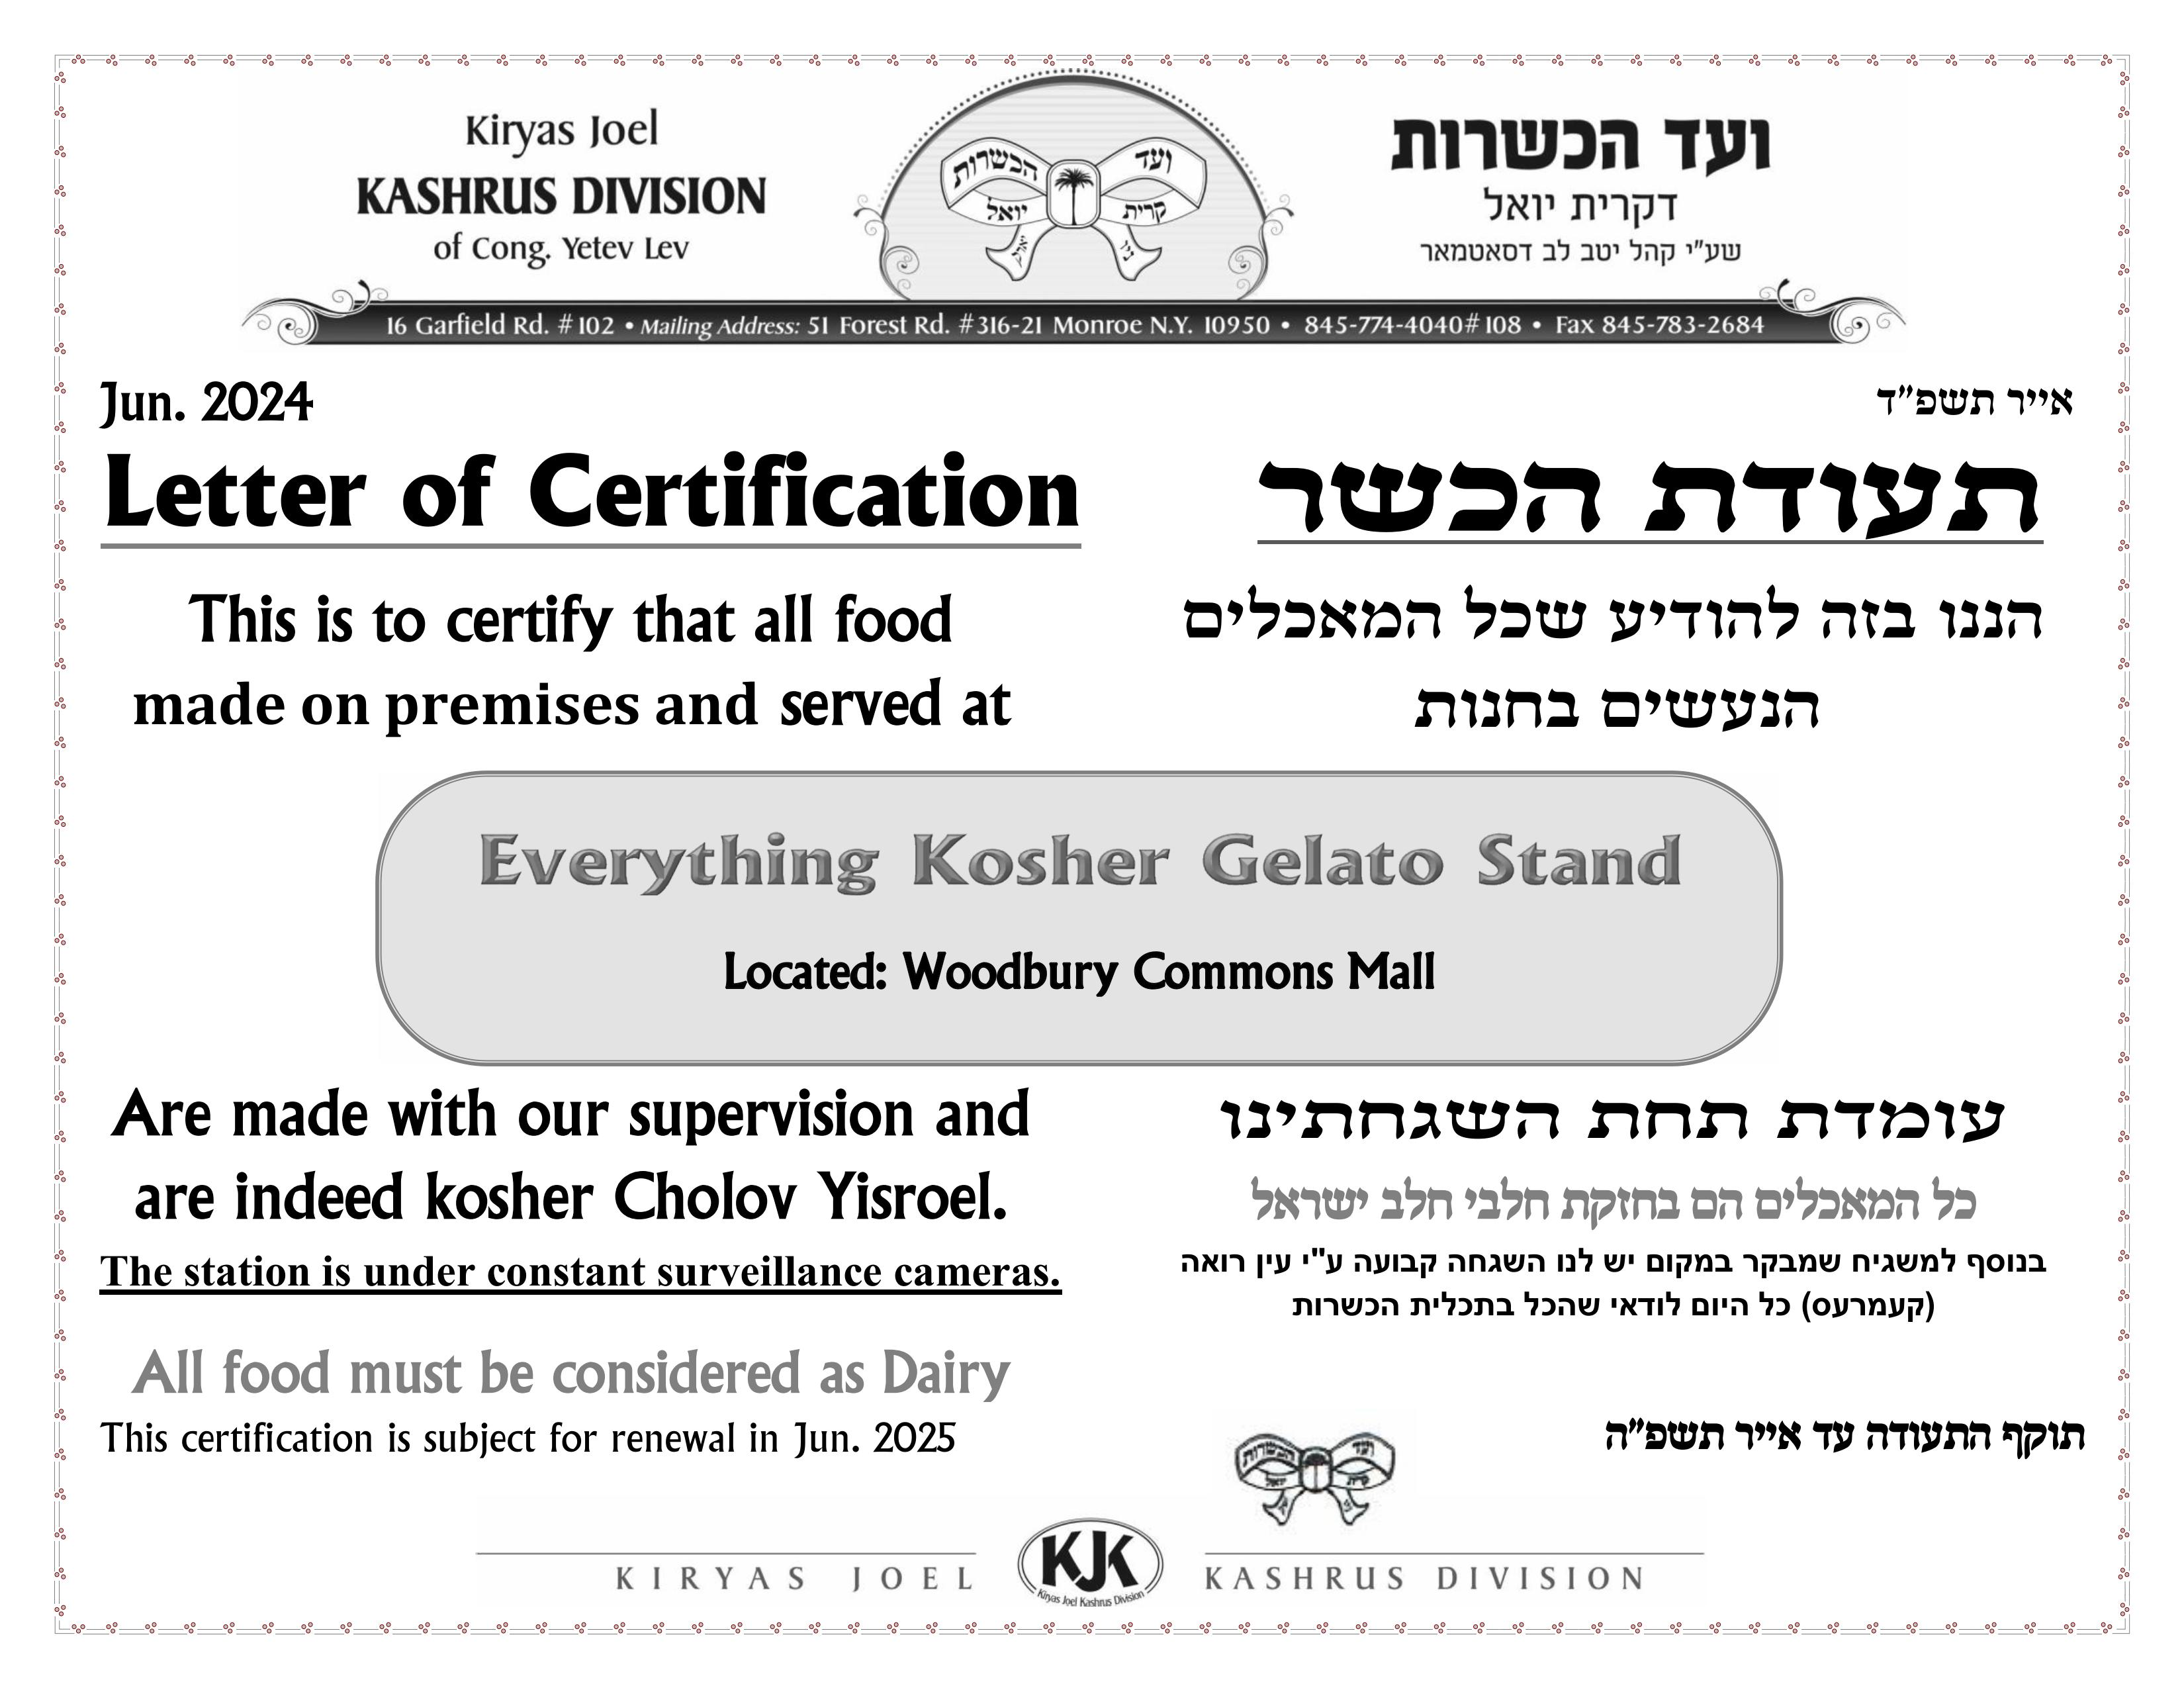 Kiryas Joel
KASHRUS DIVISION
of Cong. Yetev Lev
ועד הכשרות
קרית יואל
ועד הכשרות
דקרית יואל
שע"י קהל יטב לב דסאטמאר
16 Garfield Rd. #102 • Mailing Address: 51 Forest Rd. #316-21 Monroe N.Y. 10950 • 845-774-4040#108 • Fax 845-783-2684
Jun. 2024
אייר תשפ"ד
Letter of Certification
תעודת הכשר
This is to certify that all food
made on premises and served at
הננו בזה להודיע שכל המאכלים
הנעשים בחנות
Everything Kosher Gelato Stand
Located: Woodbury Commons Mall
Are made with our supervision and
are indeed kosher Cholov Yisroel.
The station is under constant surveillance cameras.
All food must be considered as Dairy
This certification is subject for renewal in Jun. 2025
עומדת תחת השגחתינו
כל המאכלים הם בחזקת חלבי חלב ישראל
בנוסף למשגיח שמבקר במקום יש לנו השגחה קבועה ע"י עין רואה
(קעמרעס) כל היום לודאי שהכל בתכלית הכשרות
תוקף התעודה עד אייר תשפ"ה
ועד הכשרות
קרית יואל
KIRYAS JOEL
KJK
Kiryas Joel Kashrus Division
KASHRUS DIVISION